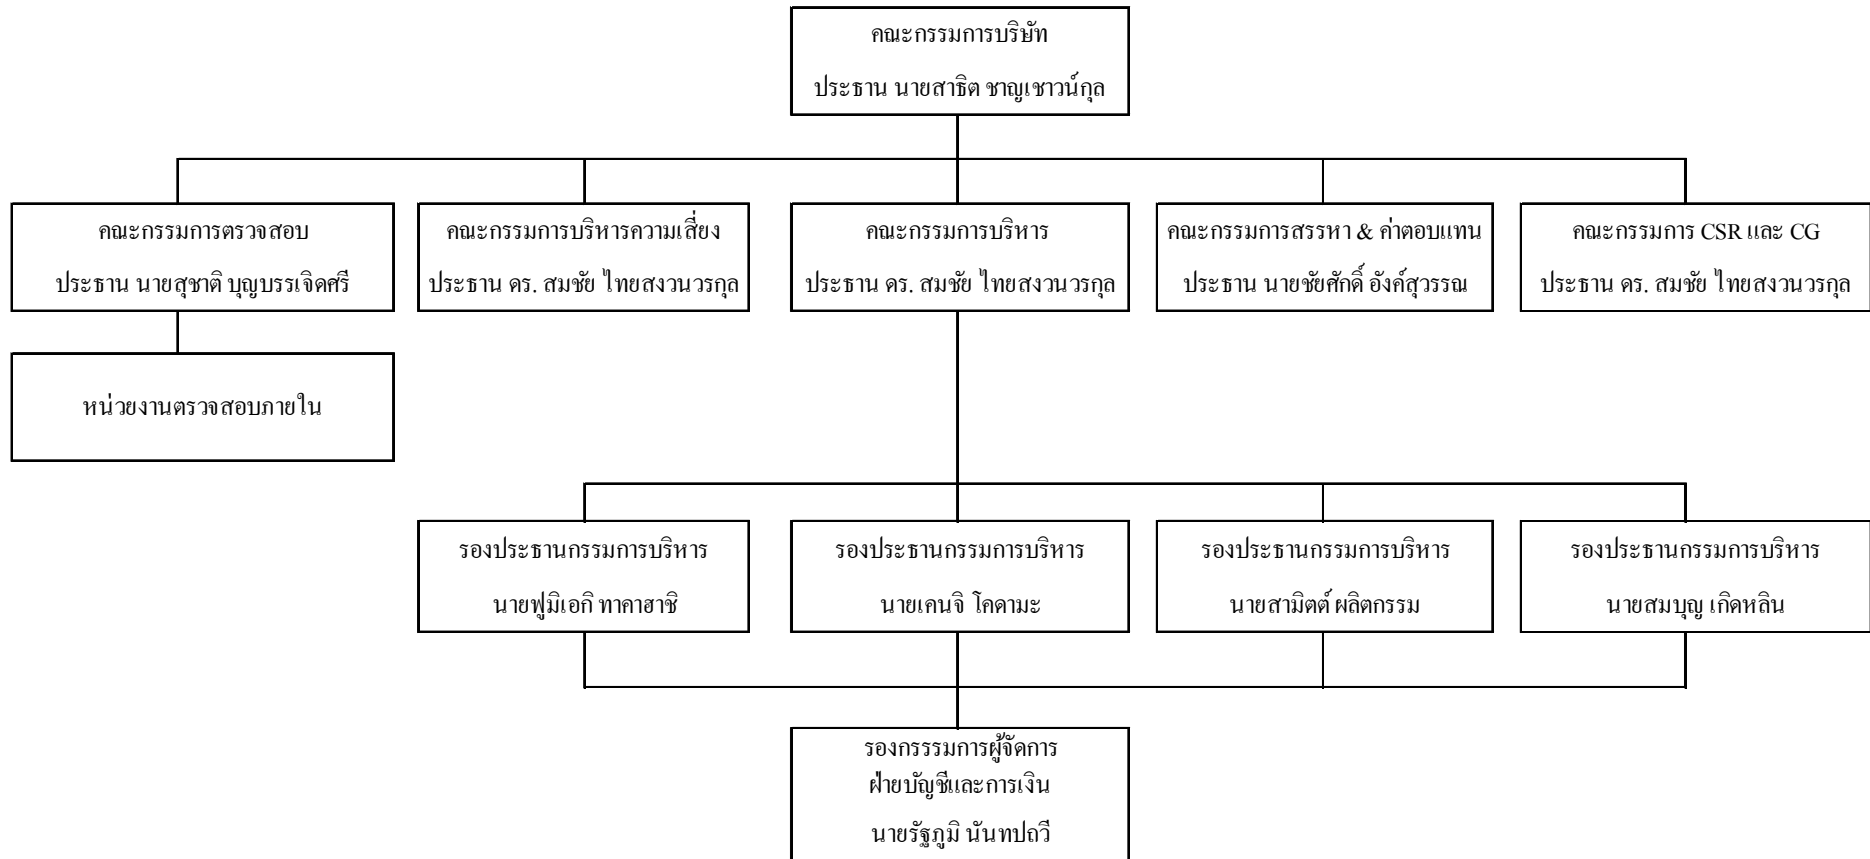 คณะกรรมการบริษัท
ประธาน นายสาธิต ชาญเชาวน์กุล
คณะกรรมการตรวจสอบ
ประธาน นายสุชาติ บุญบรรเจิดศรี
คณะกรรมการบริหารความเสี่ยง
ประธาน ดร. สมชัย ไทยสงวนวรกุล
คณะกรรมการบริหาร
ประธาน ดร. สมชัย ไทยสงวนวรกุล
คณะกรรมการสรรหา & ค่าตอบแทน
ประธาน นายชัยศักดิ์ อังค์สุวรรณ
คณะกรรมการ CSR และ CG
ประธาน ดร. สมชัย ไทยสงวนวรกุล
หน่วยงานตรวจสอบภายใน
รองประธานกรรมการบริหาร
นายฟูมิเอกิ ทาคาฮาชิ
รองประธานกรรมการบริหาร
นายเคนจิ โคดามะ
รองประธานกรรมการบริหาร
นายสามิตต์ ผลิตกรรม
รองประธานกรรมการบริหาร
นายสมบุญ เกิดหลิน
รองกรรรมการผู้จัดการ
ฝ่ายบัญชีและการเงิน
นายรัฐภูมิ นันทปถวี